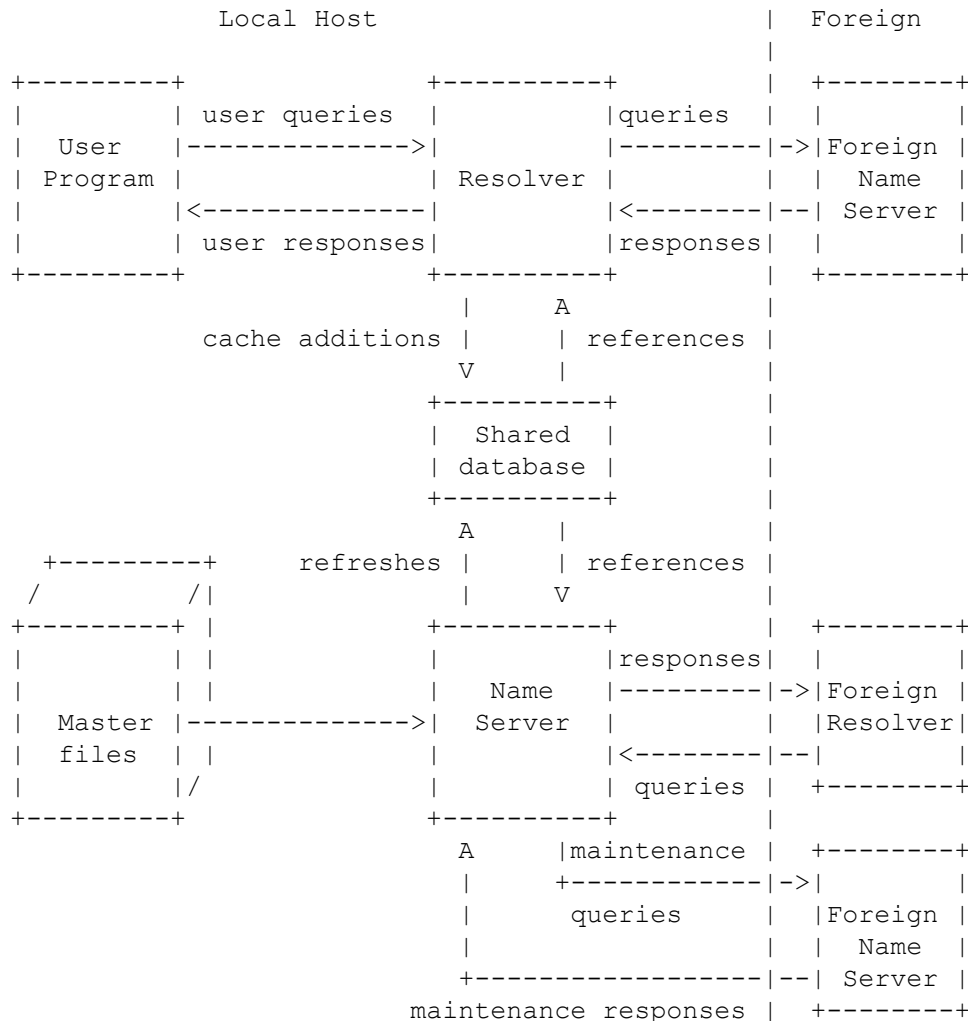 Local Host | Foreign
|
+---------+ +----------+ | +--------+
| | user queries | |queries | | |
| User |-------------->| |---------|->|Foreign |
| Program | | Resolver | | | Name |
| |<--------------| |<--------|--| Server |
| | user responses| |responses| | |
+---------+ +----------+ | +--------+
| A |
cache additions | | references |
V | |
+----------+ |
| Shared | |
| database | |
+----------+ |
A | |
+---------+ refreshes | | references |
/ /| | V |
+---------+ | +----------+ | +--------+
| | | | |responses| | |
| | | | Name |---------|->|Foreign |
| Master |-------------->| Server | | |Resolver|
| files | | | |<--------|--| |
| |/ | | queries | +--------+
+---------+ +----------+ |
A |maintenance | +--------+
| +------------|->| |
| queries | |Foreign |
| | | Name |
+------------------|--| Server |
maintenance responses | +--------+